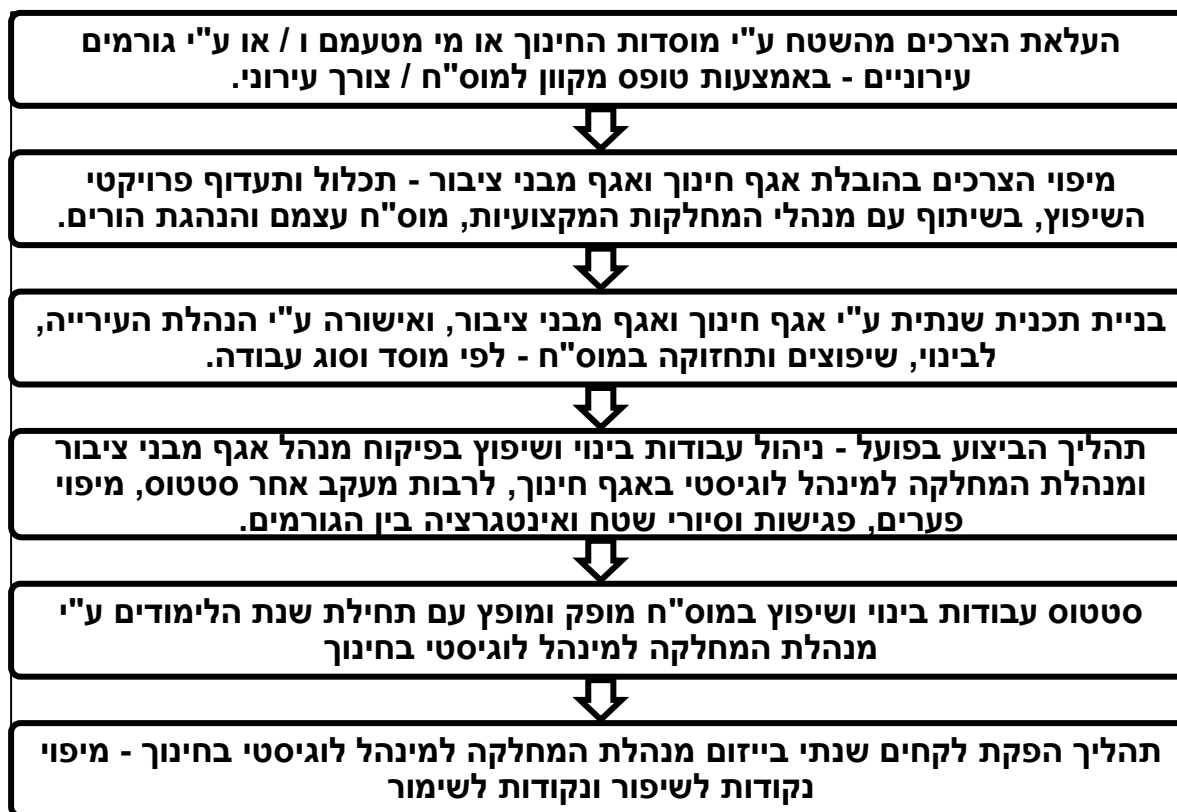 העלאת הצרכים מהשטח ע"י מוסדות החינוך או מי מטעמם ו / או ע"י גורמים
עירוניים - באמצעות טופס מקוון למוס"ח / צורך עירוני.
מיפוי הצרכים בהובלת אגף חינוך ואגף מבני ציבור - תכלול ותעדוף פרויקטי
השיפוץ, בשיתוף עם מנהלי המחלקות המקצועיות, מוס"ח עצמם והנהגת הורים.
בניית תכנית שנתית ע"י אגף חינוך ואגף מבני ציבור, ואישורה ע"י הנהלת העירייה,
לבינוי, שיפוצים ותחזוקה במוס"ח - לפי מוסד וסוג עבודה.
תהליך הביצוע בפועל - ניהול עבודות בינוי ושיפוץ בפיקוח מנהל אגף מבני ציבור
ומנהלת המחלקה למינהל לוגיסטי באגף חינוך, לרבות מעקב אחר סטטוס, מיפוי
פערים, פגישות וסיורי שטח ואינטגרציה בין הגורמים.
סטטוס עבודות בינוי ושיפוץ במוס"ח מופק ומופץ עם תחילת שנת הלימודים ע"י
מנהלת המחלקה למינהל לוגיסטי בחינוך
תהליך הפקת לקחים שנתי בייזום מנהלת המחלקה למינהל לוגיסטי בחינוך - מיפוי
נקודות לשיפור ונקודות לשימור